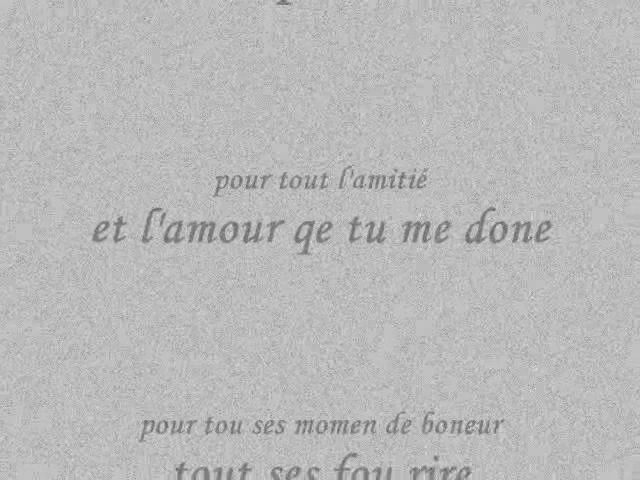 pour tout l'amitié
et l'amour qe tu me done
pour tou ses momen de boneur
tout ses fou rire